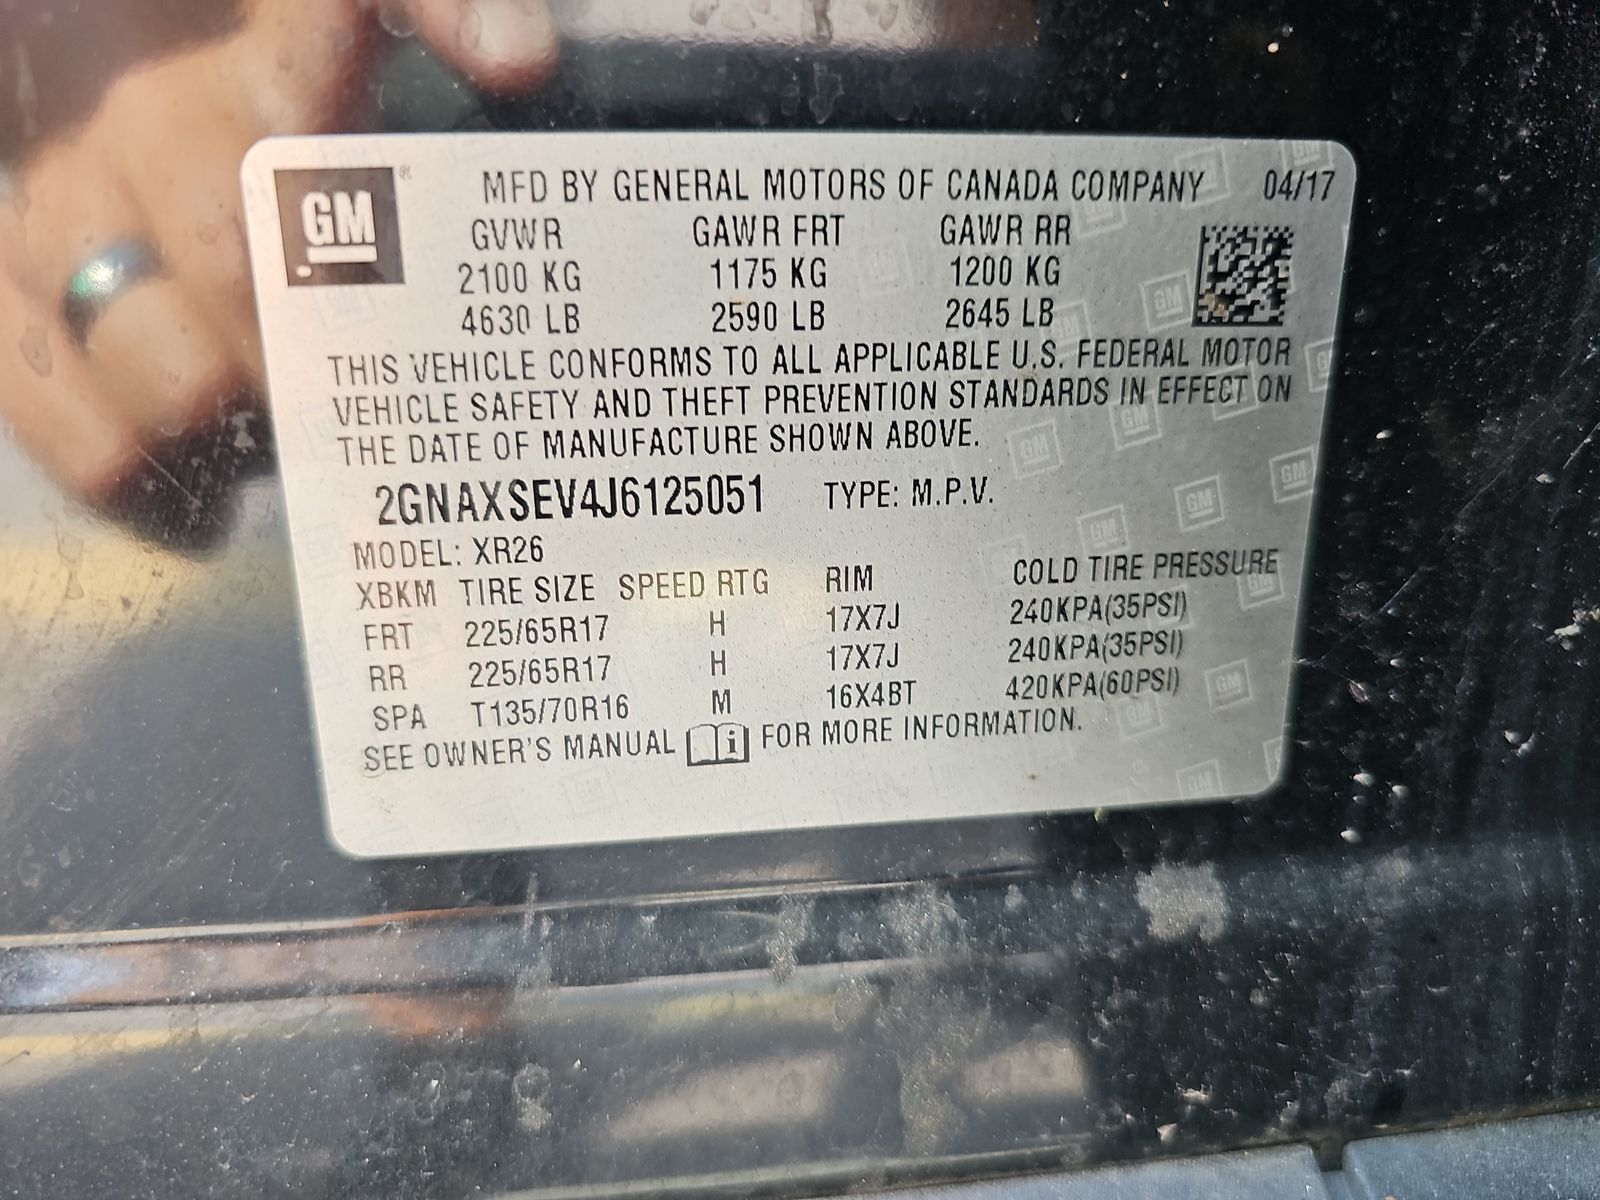 GM ®
MFD BY GENERAL MOTORS OF CANADA COMPANY 04/17
GVWR GAWR FRT GAWR RR
2100 KG 1175 KG 1200 KG
4630 LB 2590 LB 2645 LB
THIS VEHICLE CONFORMS TO ALL APPLICABLE U.S. FEDERAL MOTOR
VEHICLE SAFETY AND THEFT PREVENTION STANDARDS IN EFFECT ON
THE DATE OF MANUFACTURE SHOWN ABOVE.
2GNAXSEV4J6125051 TYPE: M.P.V.
MODEL: XR26
XBKM TIRE SIZE SPEED RTG RIM COLD TIRE PRESSURE
FRT 225/65R17 H 17X7J 240KPA(35PSI)
RR 225/65R17 H 17X7J 240KPA(35PSI)
SPA T135/70R16 M 16X4BT 420KPA(60PSI)
SEE OWNER'S MANUAL i FOR MORE INFORMATION.